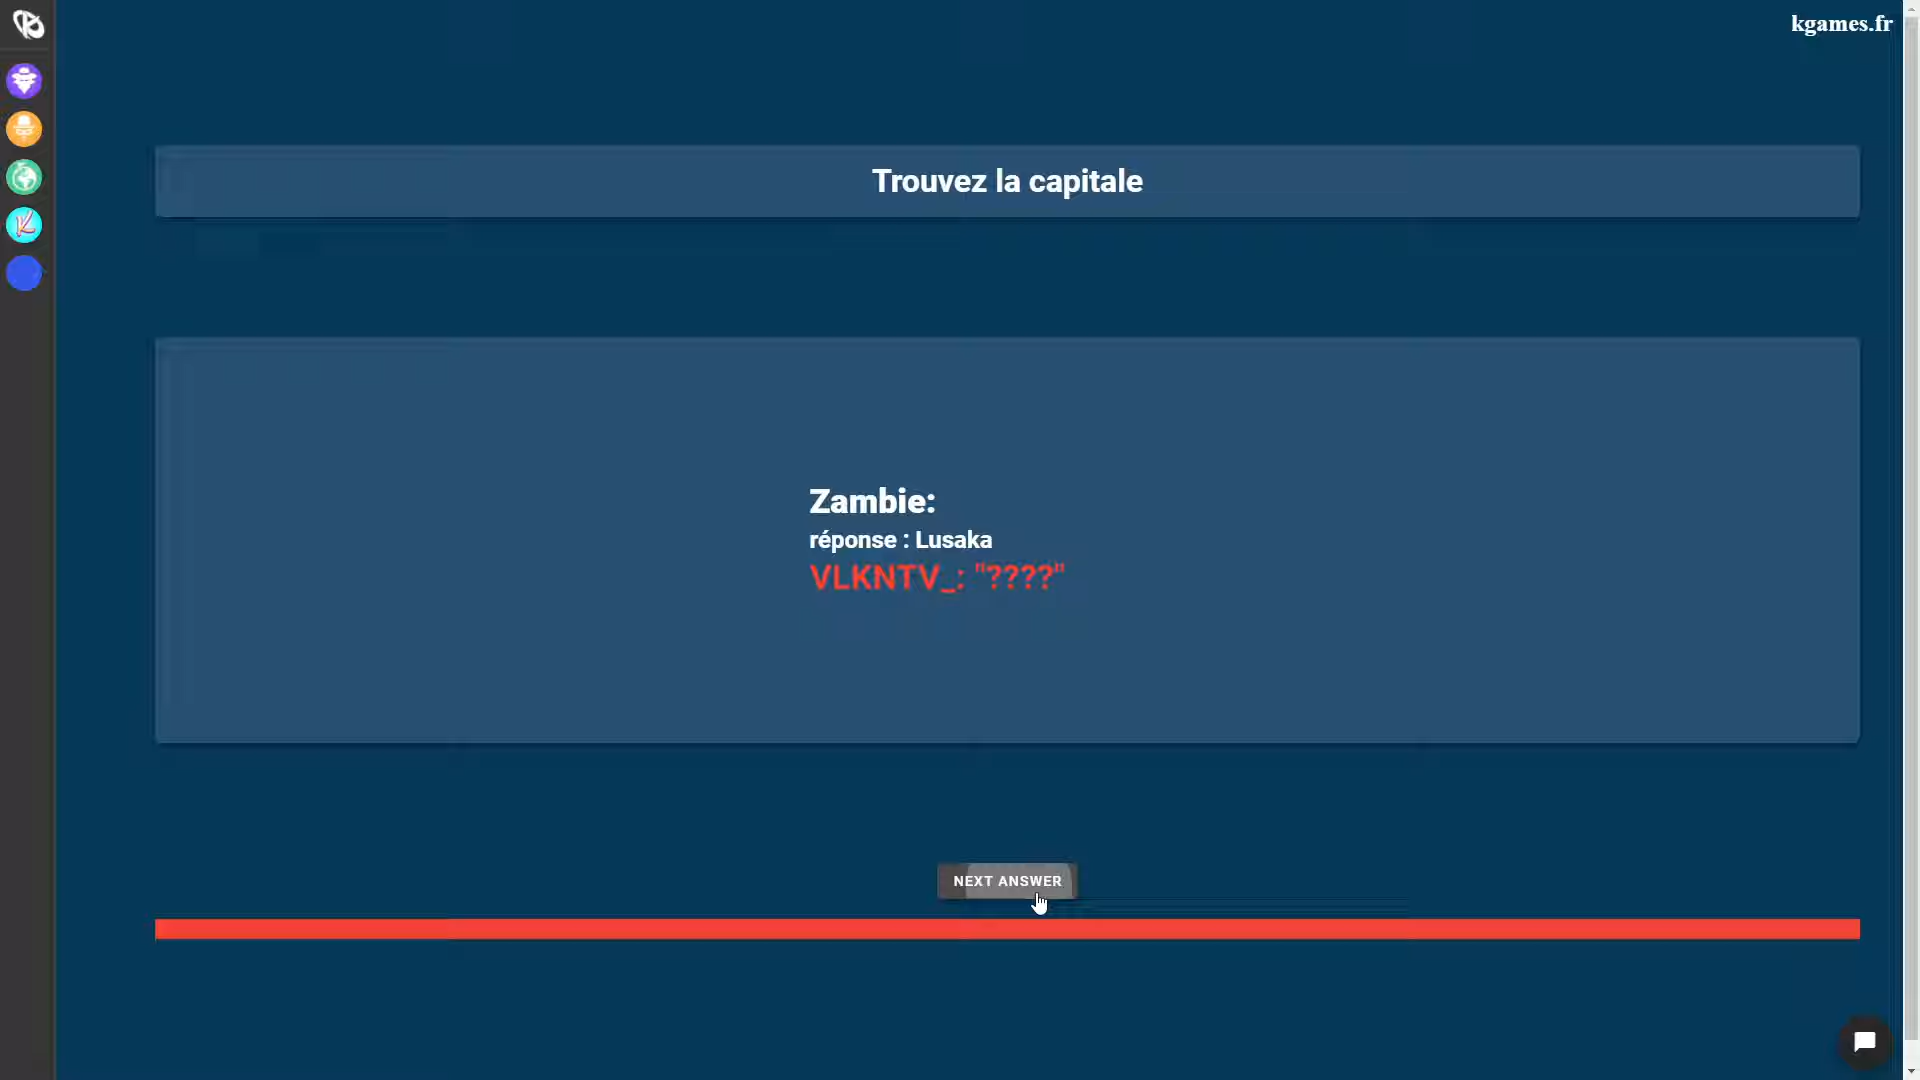 kgames.fr
Trouvez la capitale
Zambie:
réponse : Lusaka
VLKNTV_: "????"
NEXT ANSWER